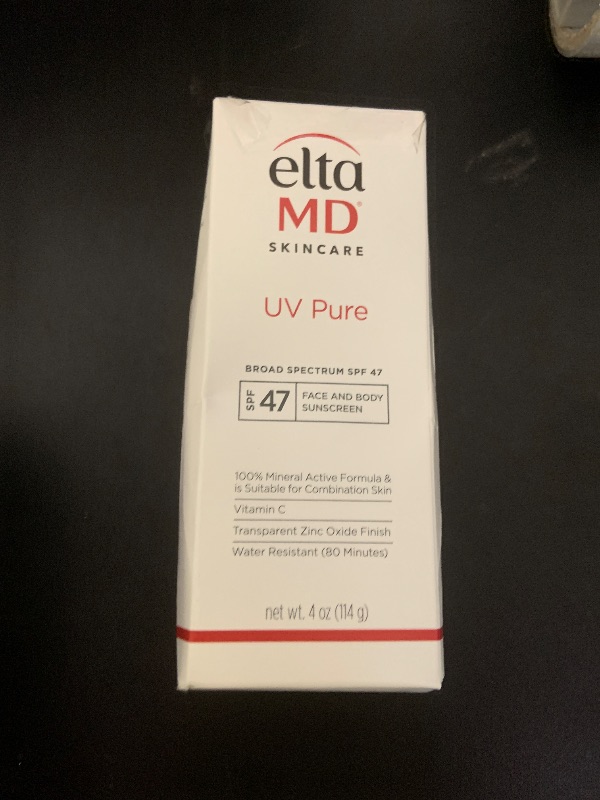 elta
MD®
SKINCARE
UV Pure
BROAD SPECTRUM SPF 47
SPF 47 FACE AND BODY
SUNSCREEN
100% Mineral Active Formula &
is Suitable for Combination Skin
Vitamin C
Transparent Zinc Oxide Finish
Water Resistant (80 Minutes)
net wt. 4 oz (114 g)